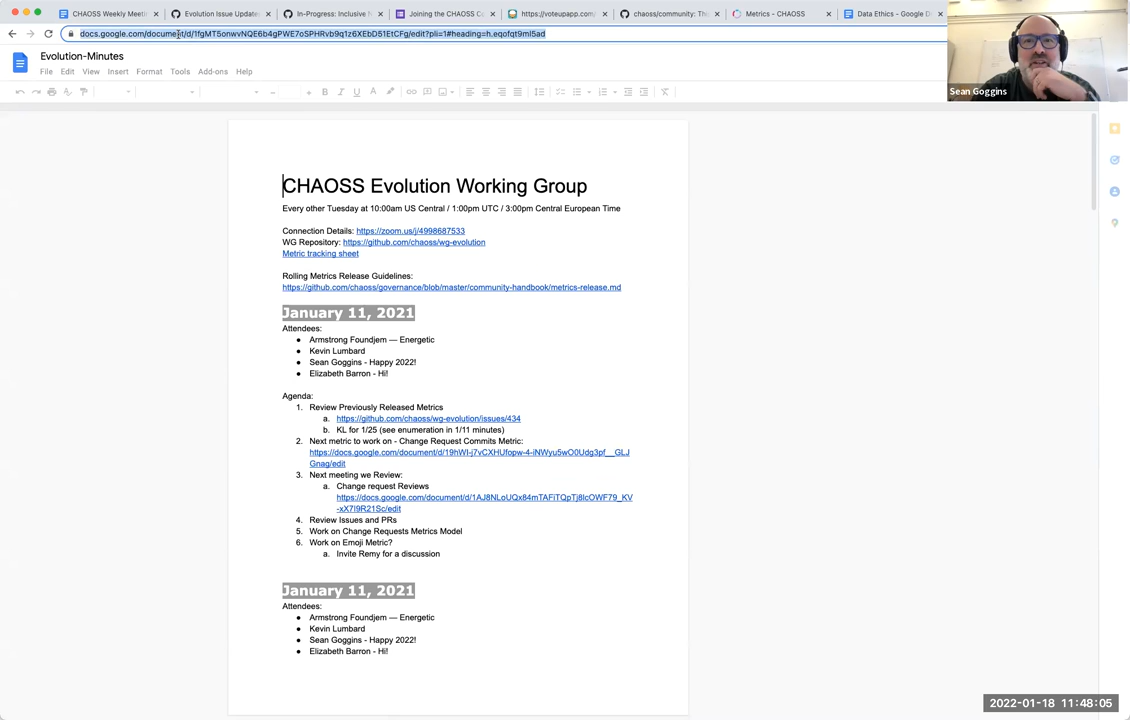 CHAOSS Weekly Meeti
Evolution Issue Update
In-Progress: Inclusive N
Joining the CHAOSS Co
https://voteupapp.com/
chaoss/community: The
Metrics - CHAOSS
Data Ethics - Google D
docs.google.com/document/d/1fgMT5onwvNQE6b4gPWE7oSPHRvb9q1z6XEbD51EtCFg/edit?pli=1#heading=h.eqofqt9ml5ad
Evolution-Minutes
File Edit View Insert Format Tools Add-ons Help
Sean Goggins
CHAOSS Evolution Working Group
Every other Tuesday at 10:00am US Central / 1:00pm UTC / 3:00pm Central European Time
Connection Details: https://zoom.us/j/4998687533
WG Repository: https://github.com/chaoss/wg-evolution
Metric tracking sheet
Rolling Metrics Release Guidelines:
https://github.com/chaoss/governance/blob/master/community-handbook/metrics-release.md
January 11, 2021
Attendees:
● Armstrong Foundjem — Energetic
● Kevin Lumbard
● Sean Goggins - Happy 2022!
● Elizabeth Barron - Hi!
Agenda:
1. Review Previously Released Metrics
a. https://github.com/chaoss/wg-evolution/issues/434
b. KL for 1/25 (see enumeration in 1/11 minutes)
2. Next metric to work on - Change Request Commits Metric:
https://docs.google.com/document/d/19hWI-j7vCXHUfopw-4-iNWyu5wO0Udg3pf__GLJ
Gnag/edit
3. Next meeting we Review:
a. Change request Reviews
https://docs.google.com/document/d/1AJ8NLoUQx84mTAFiTQpTj8lcOWF79_KV
-xX7I9R21Sc/edit
4. Review Issues and PRs
5. Work on Change Requests Metrics Model
6. Work on Emoji Metric?
a. Invite Remy for a discussion
January 11, 2021
Attendees:
● Armstrong Foundjem — Energetic
● Kevin Lumbard
● Sean Goggins - Happy 2022!
● Elizabeth Barron - Hi!
2022-01-18 11:48:05